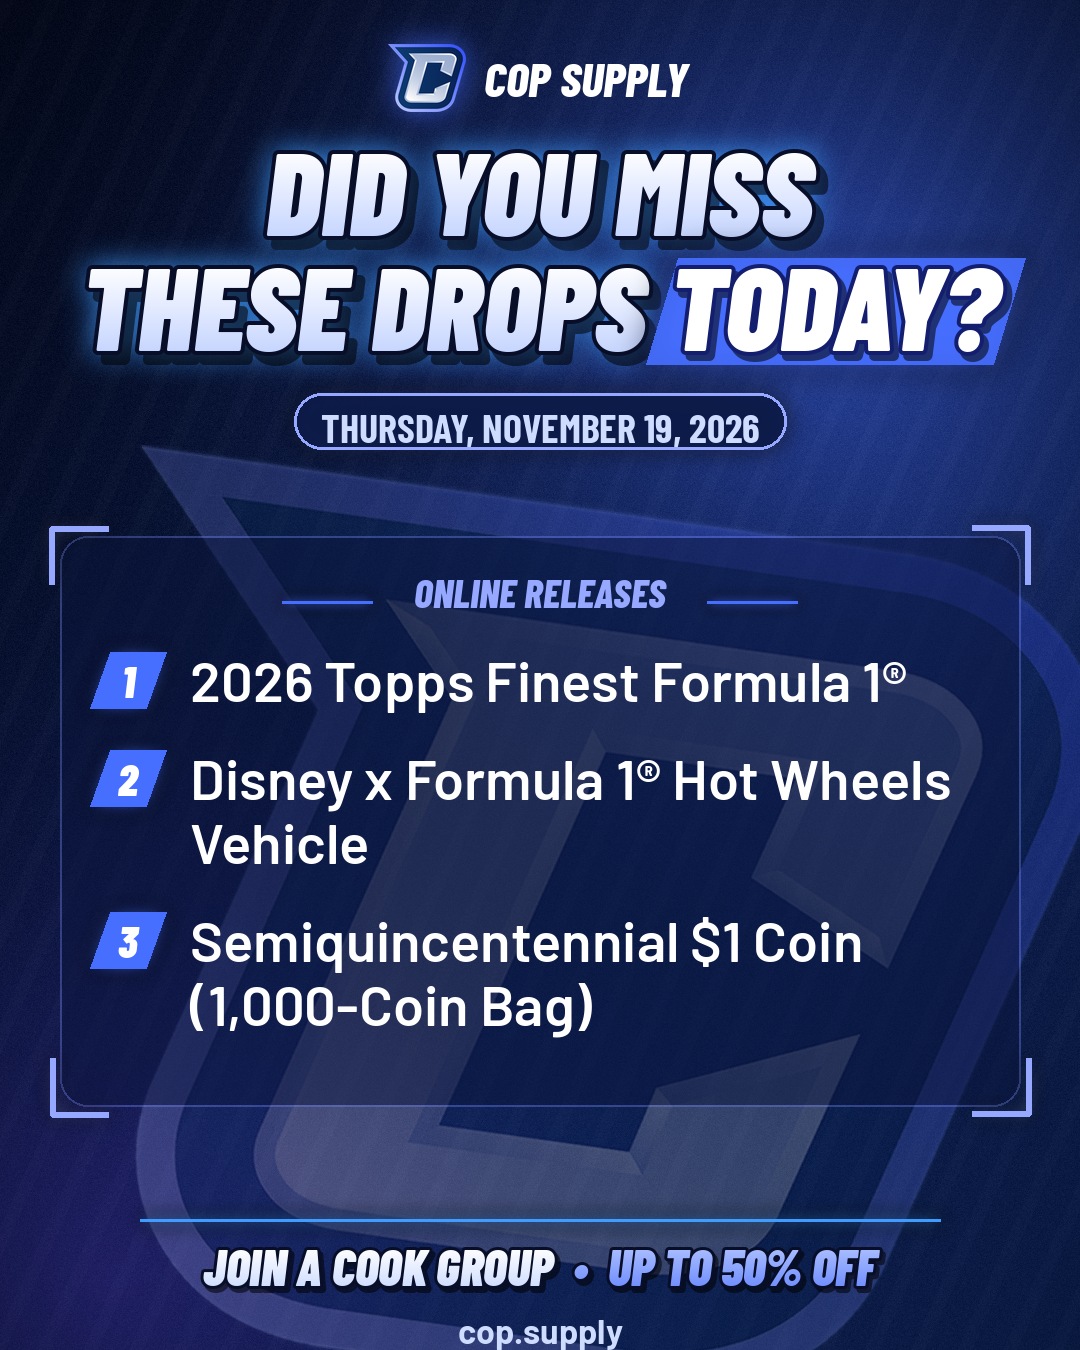 COP SUPPLY
DID YOU MISS
THESE DROPS TODAY?
THURSDAY, NOVEMBER 19, 2026
ONLINE RELEASES
1 2026 Topps Finest Formula 1®
2 Disney x Formula 1® Hot Wheels
Vehicle
3 Semiquincentennial $1 Coin
(1,000-Coin Bag)
JOIN A COOK GROUP • UP TO 50% OFF
cop.supply